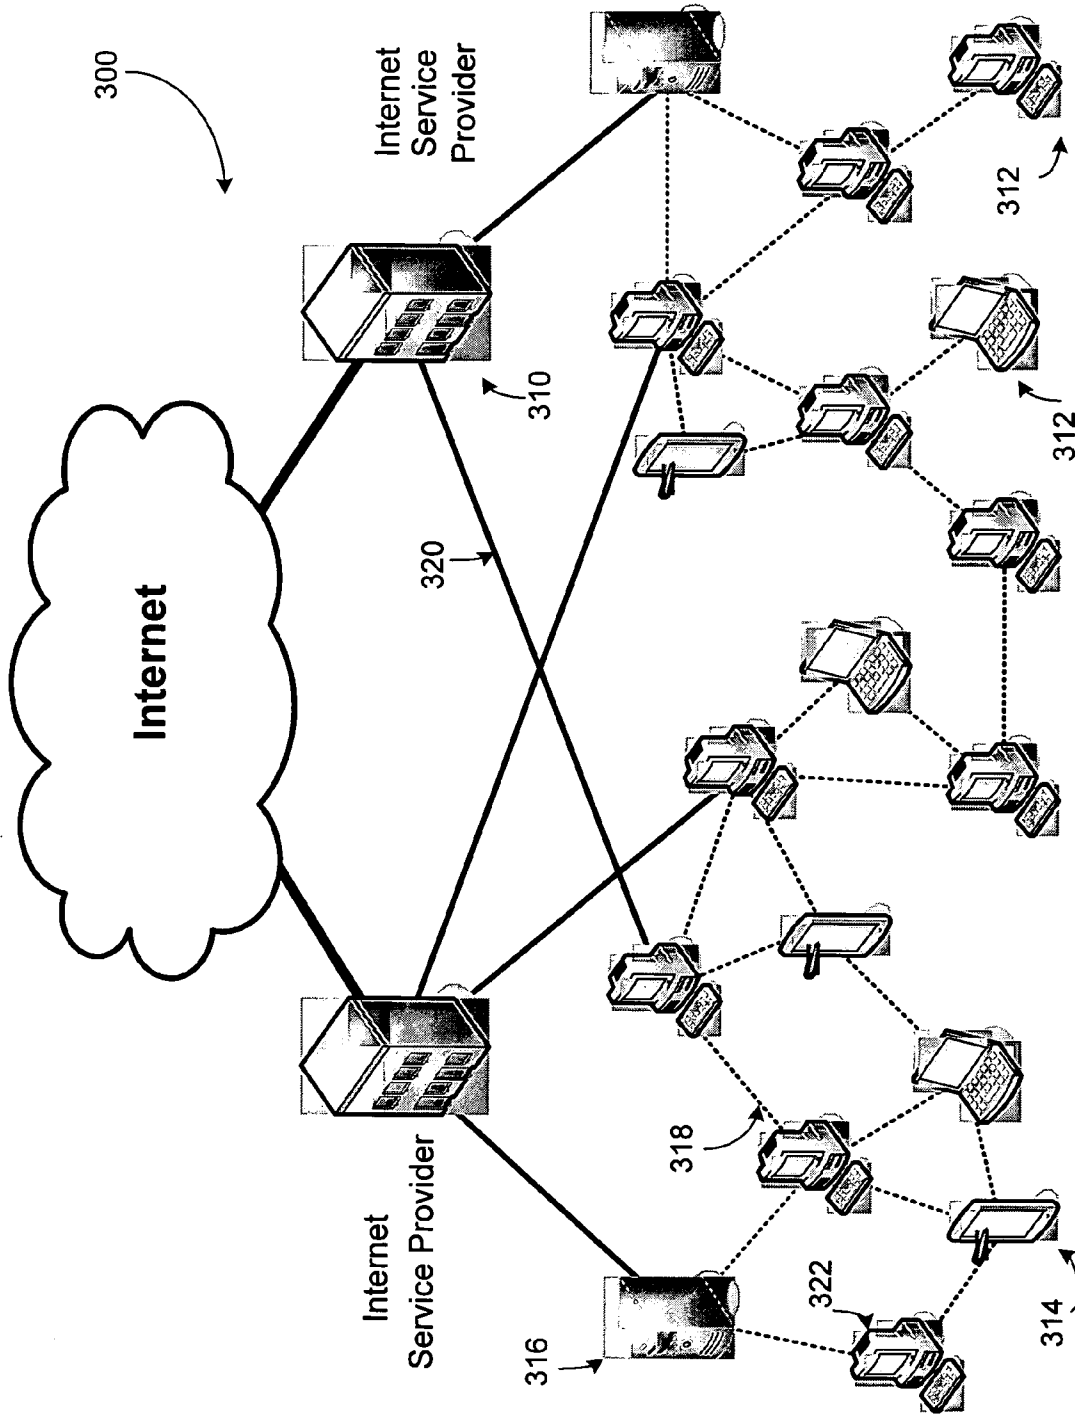 300
Internet
Internet
Service Provider
Internet
Service
Provider
310
320
316
318
322
314
312
312